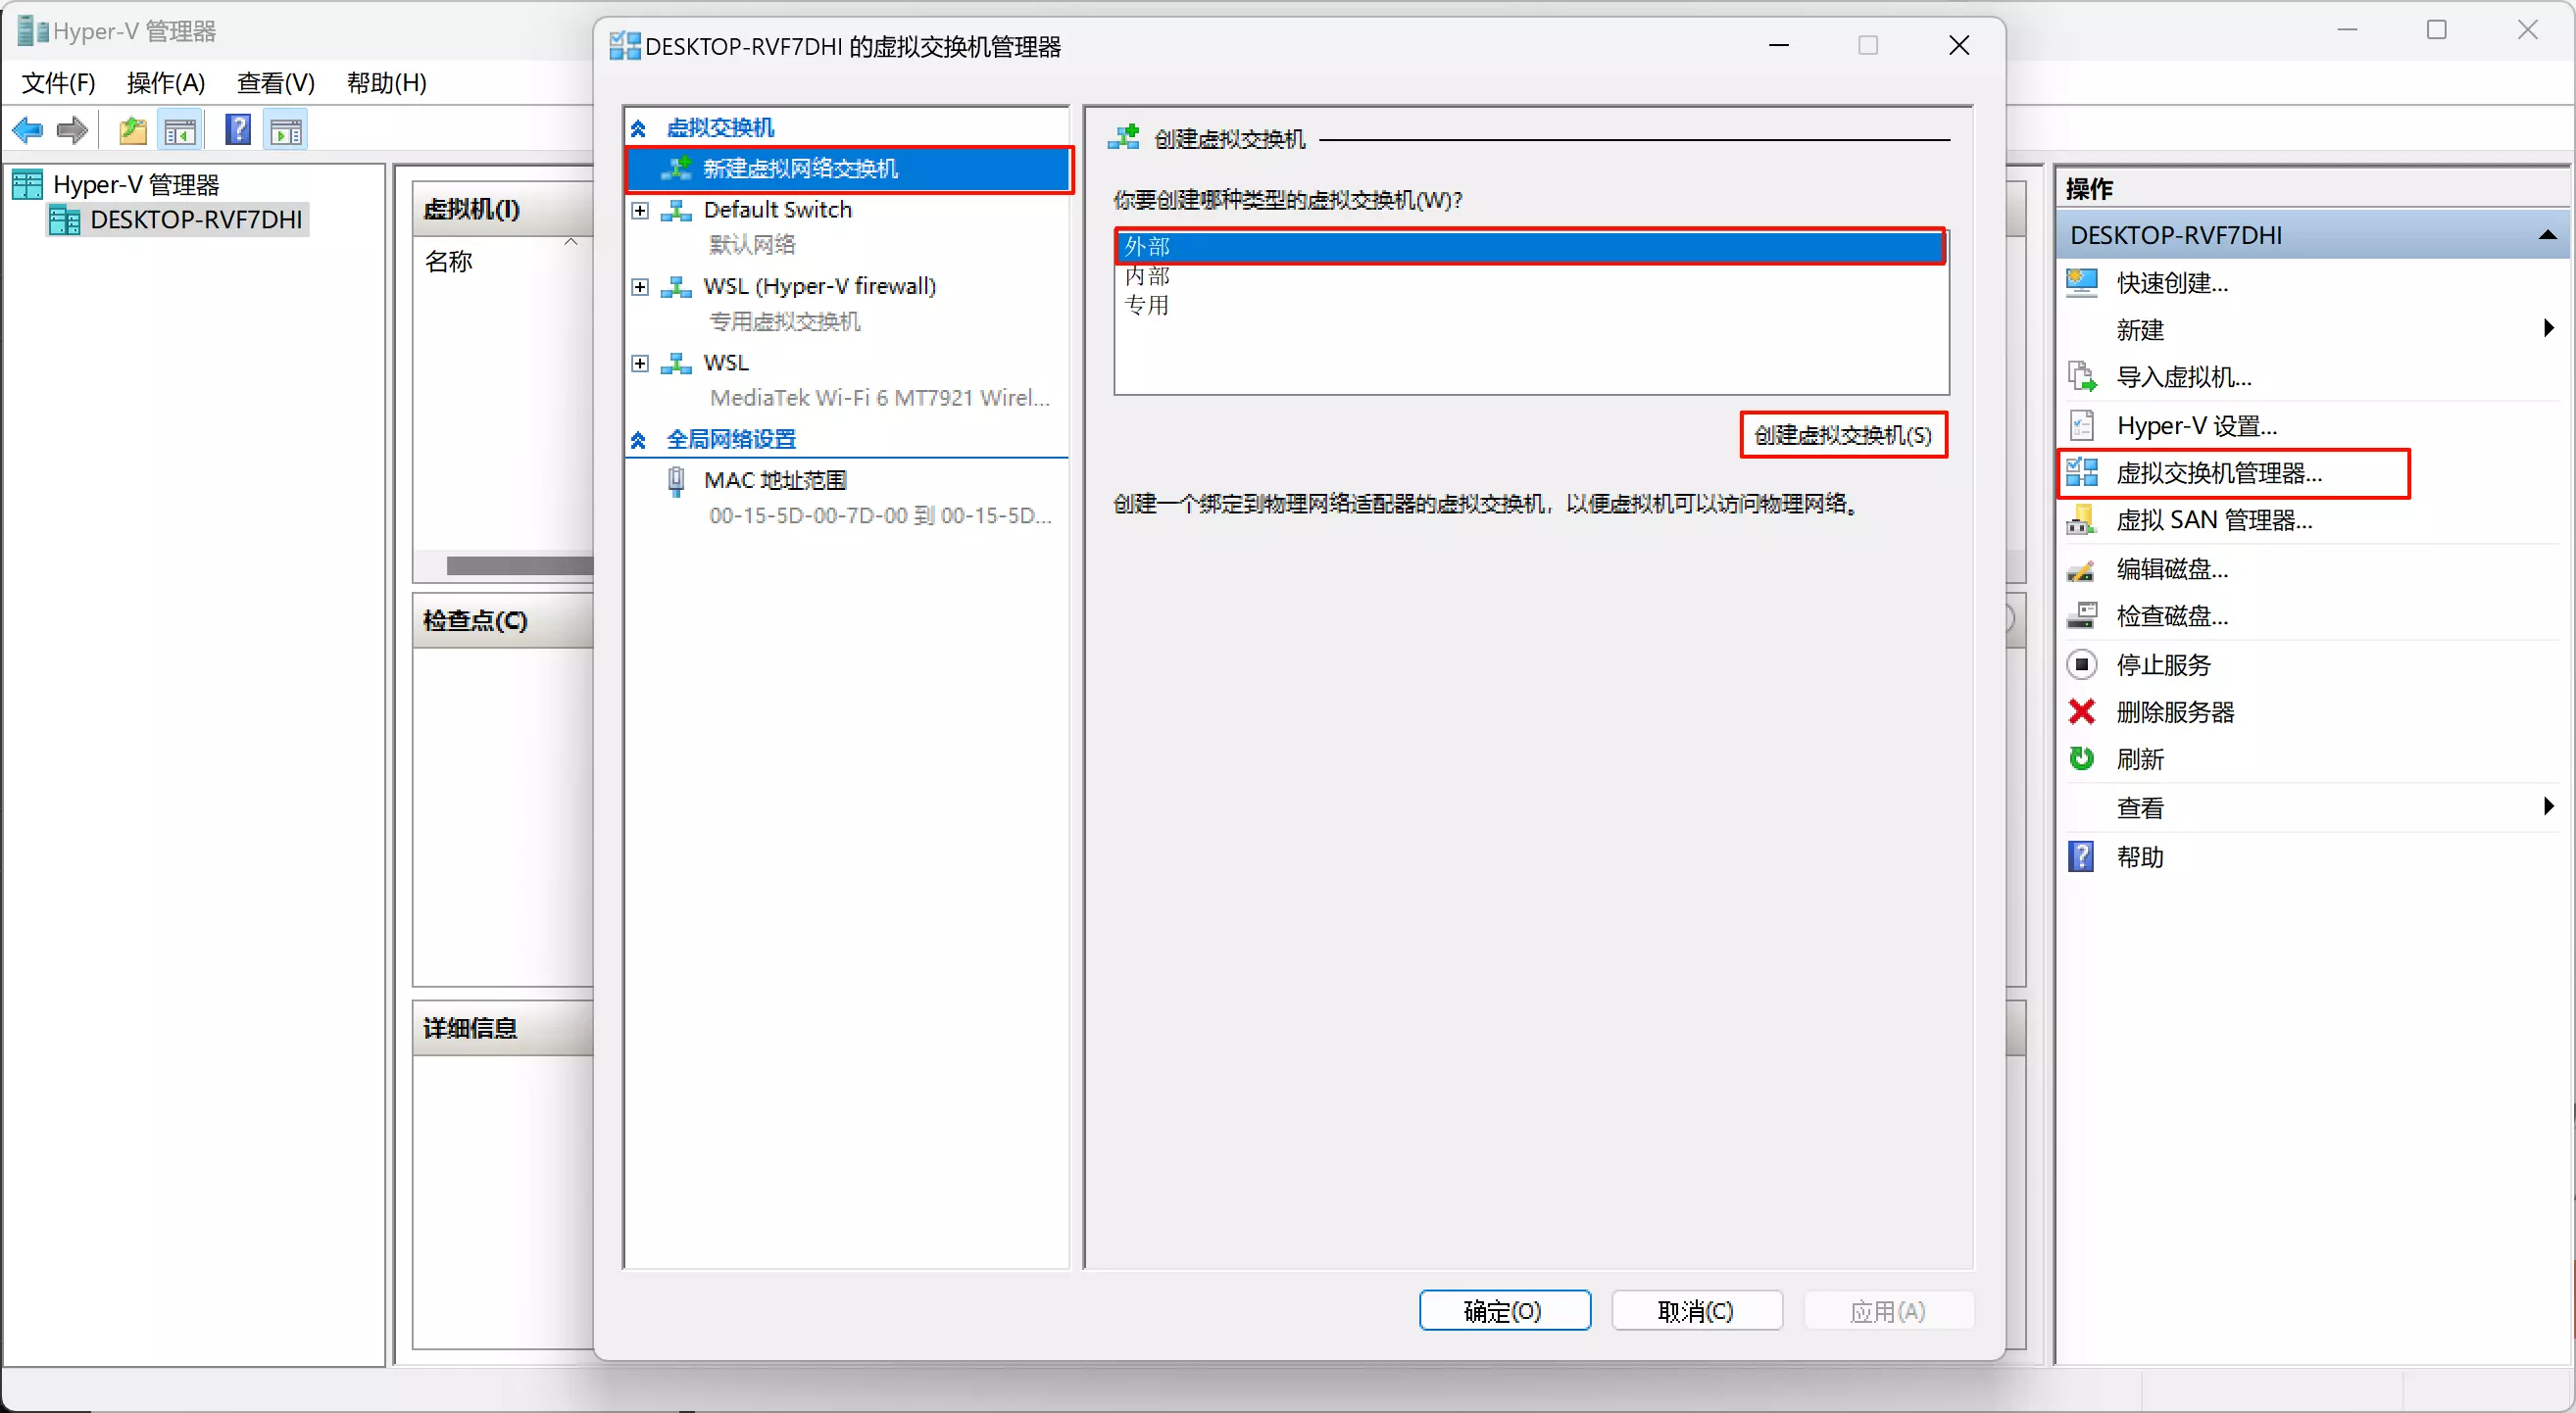 Hyper-V 管理器
文件(F) 操作(A) 查看(V) 帮助(H)
Hyper-V 管理器
DESKTOP-RVF7DHI
虚拟机(I)
名称
检查点(C)
详细信息
DESKTOP-RVF7DHI 的虚拟交换机管理器
虚拟交换机
新建虚拟网络交换机
Default Switch
默认网络
WSL (Hyper-V firewall)
专用虚拟交换机
WSL
MediaTek Wi-Fi 6 MT7921 Wirel...
全局网络设置
MAC 地址范围
00-15-5D-00-7D-00 到 00-15-5D...
创建虚拟交换机
你要创建哪种类型的虚拟交换机(W)?
外部
内部
专用
创建虚拟交换机(S)
创建一个绑定到物理网络适配器的虚拟交换机，以便虚拟机可以访问物理网络。
确定(O) 取消(C) 应用(A)
操作
DESKTOP-RVF7DHI
快速创建...
新建
导入虚拟机...
Hyper-V 设置...
虚拟交换机管理器...
虚拟 SAN 管理器...
编辑磁盘...
检查磁盘...
停止服务
删除服务器
刷新
查看
帮助